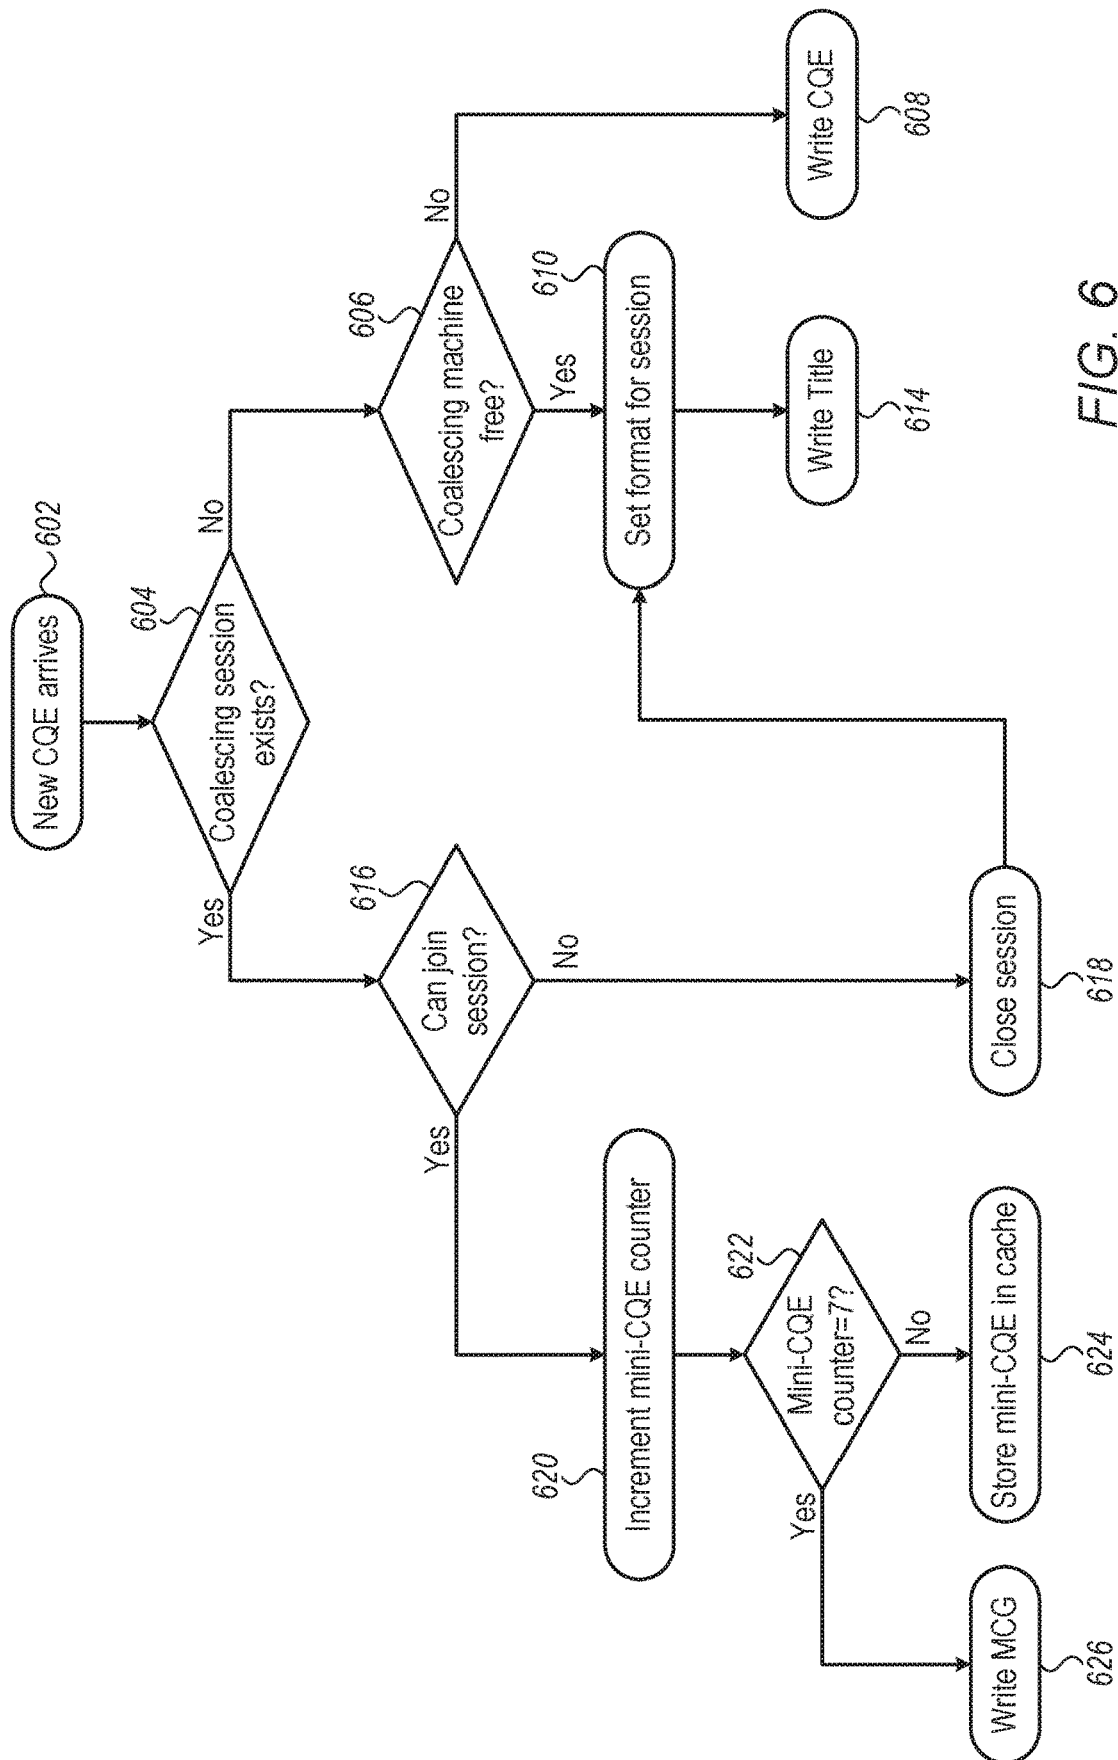 New CQE arrives
602
604
Coalescing session
exists?
Yes
No
616
Can join
session?
Yes
No
606
Coalescing machine
free?
No
Yes
620
Increment mini-CQE counter
610
Set format for session
622
Mini-CQE
counter=7?
Yes
No
Write Title
614
Write CQE
608
Write MCG
626
Store mini-CQE in cache
624
Close session
618
FIG. 6